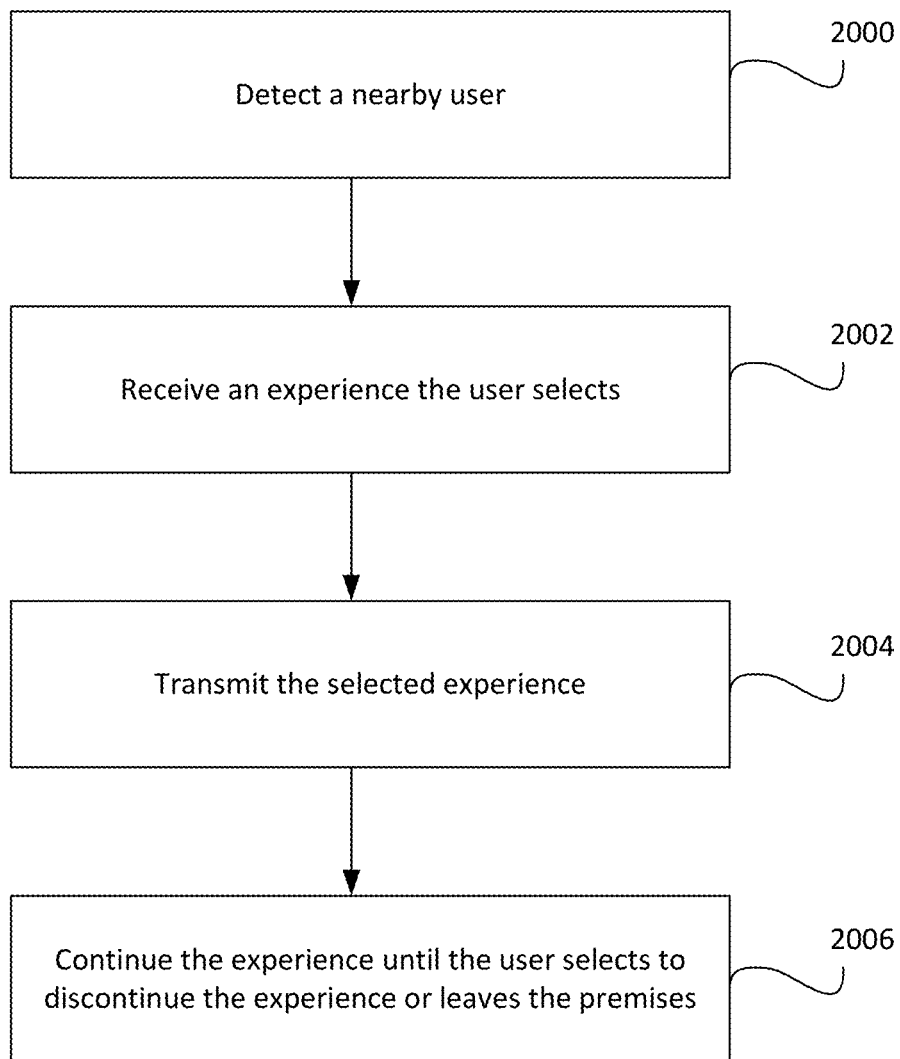 2000
Detect a nearby user
2002
Receive an experience the user selects
2004
Transmit the selected experience
2006
Continue the experience until the user selects to
discontinue the experience or leaves the premises